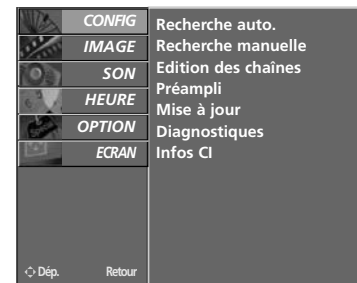 CONFIG
IMAGE
SON
HEURE
OPTION
ECRAN
Dép. Retour
Recherche auto.
Recherche manuelle
Edition des chaînes
Préampli
Mise à jour
Diagnostiques
Infos CI